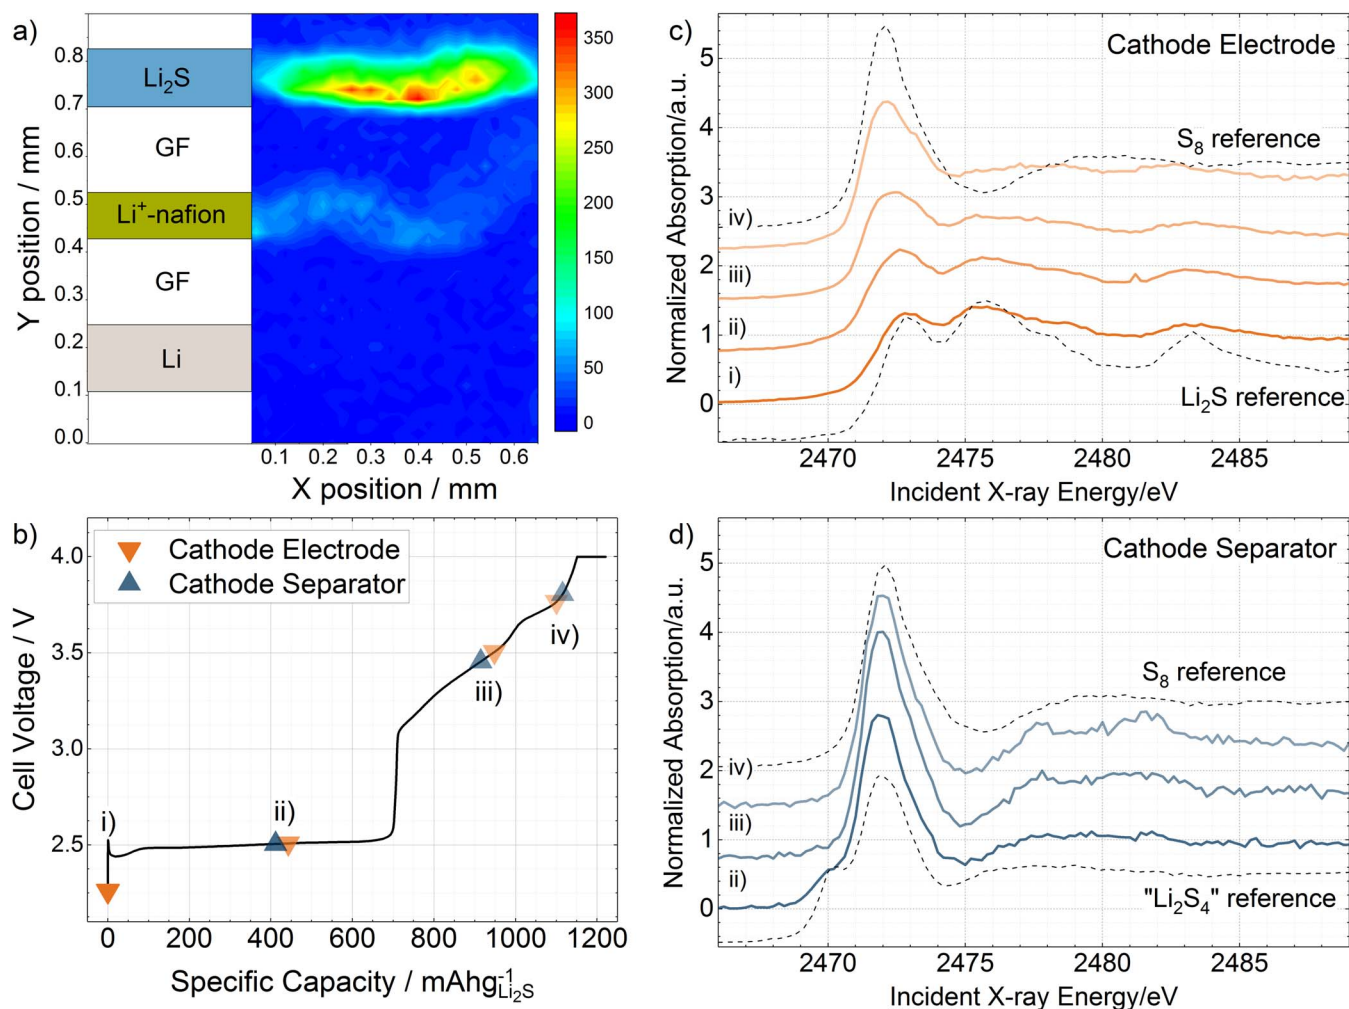 a)
0.8
0.7
0.6
0.5
0.4
0.3
0.2
0.1
0.0
Y position / mm
Li₂S
GF
Li⁺-nafion
GF
Li
0.1 0.2 0.3 0.4 0.5 0.6
X position / mm
350
300
250
200
150
100
50
0
c)
Cathode Electrode
5
4
3
2
1
0
Normalized Absorption/a.u.
S₈ reference
iv)
iii)
ii)
i)
Li₂S reference
2470 2475 2480 2485
Incident X-ray Energy/eV
b)
Cathode Electrode
Cathode Separator
4.0
3.5
3.0
2.5
Cell Voltage / V
i)
ii)
iii)
iv)
0 200 400 600 800 1000 1200
Specific Capacity / mAhg⁻¹Li₂S
d)
Cathode Separator
5
4
3
2
1
0
Normalized Absorption/a.u.
S₈ reference
iv)
iii)
ii)
"Li₂S₄" reference
2470 2475 2480 2485
Incident X-ray Energy/eV